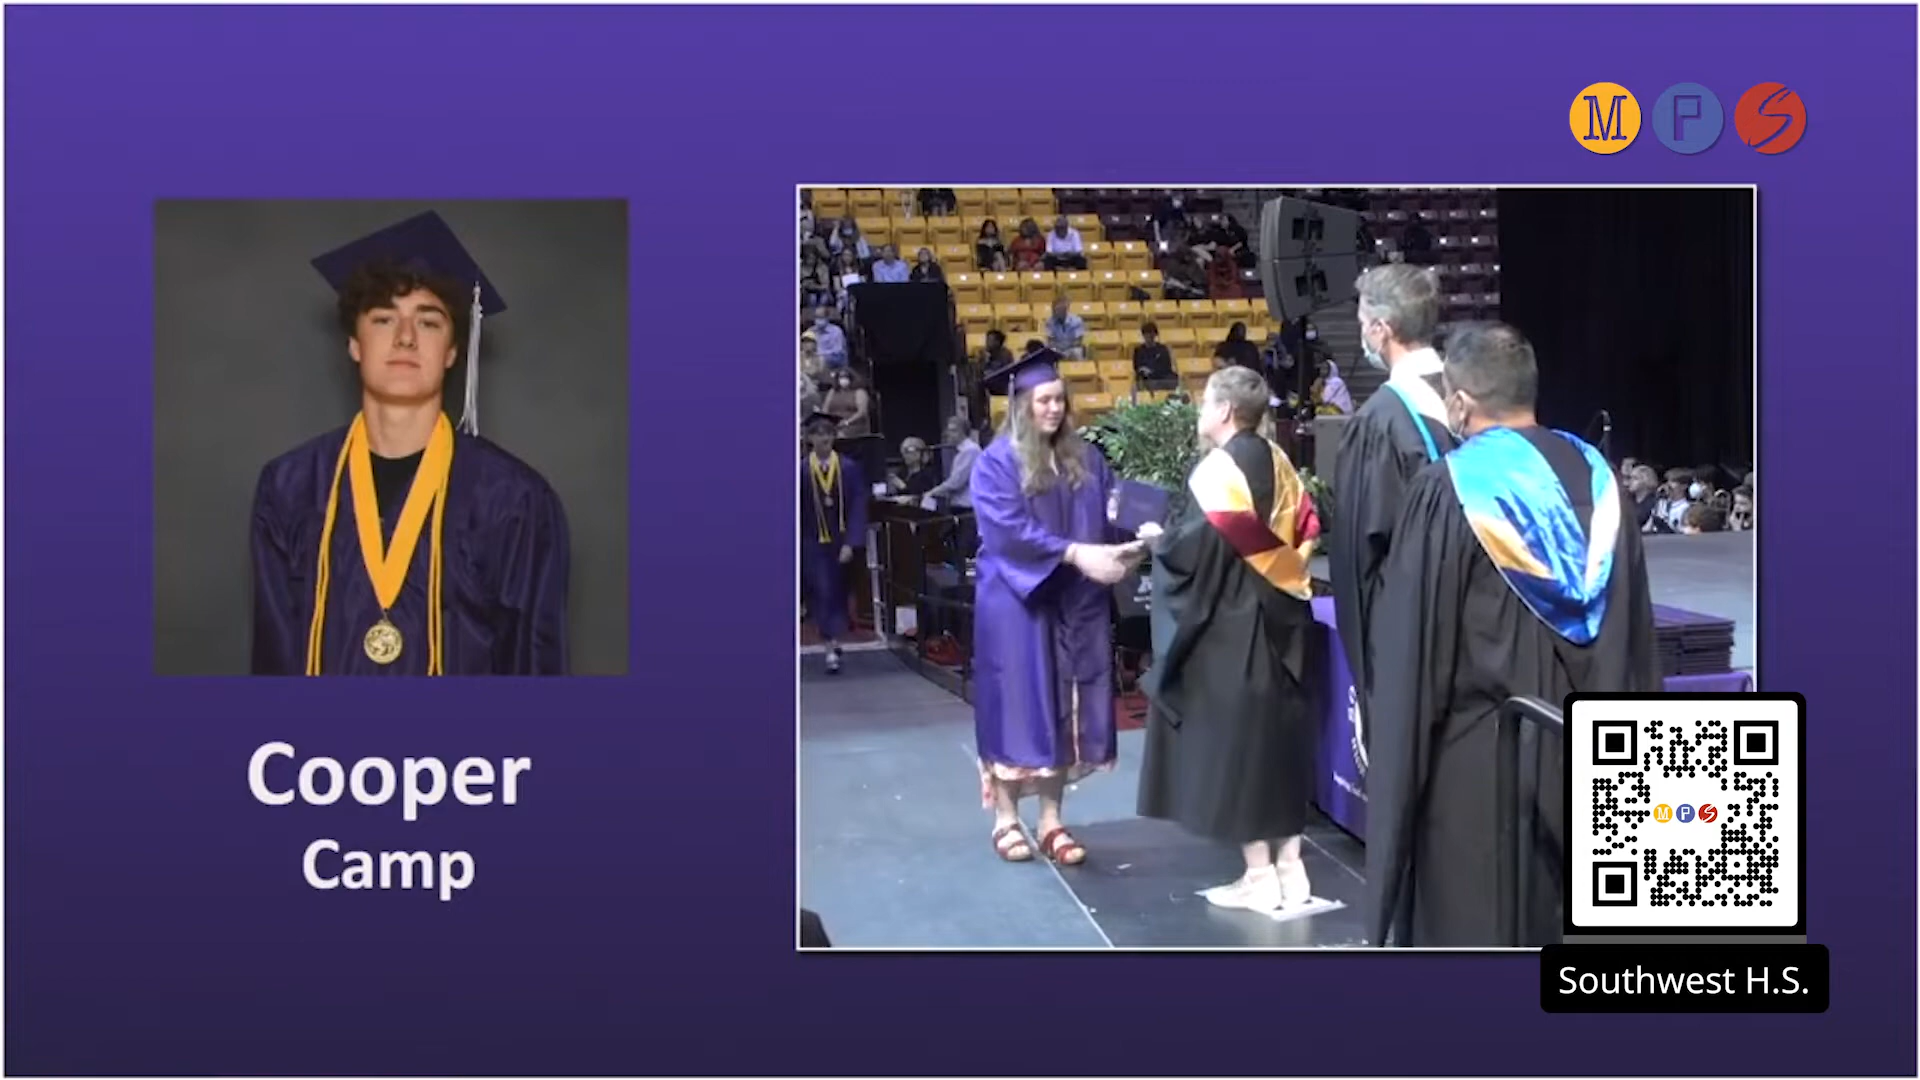 M P S
Cooper
Camp
M P S
Southwest H.S.